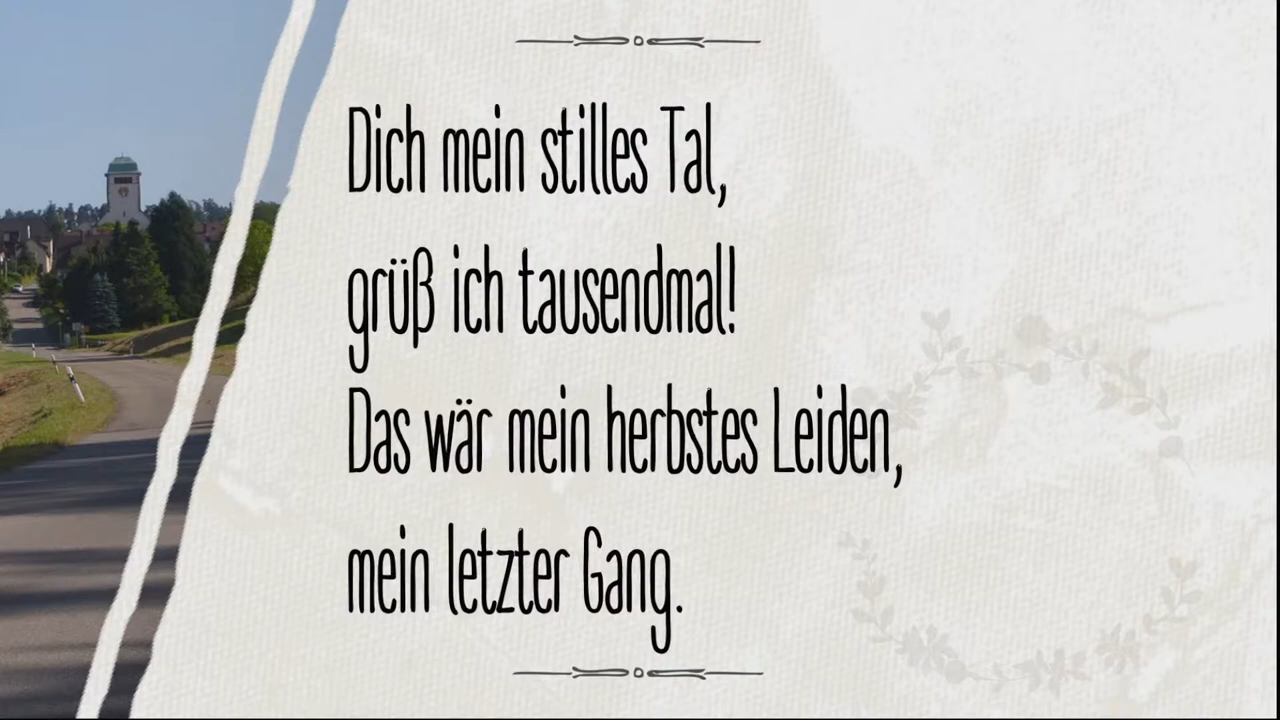 Dich mein stilles Tal,
grüß ich tausendmal!
Das wär mein herbstes Leiden,
mein letzter Gang.